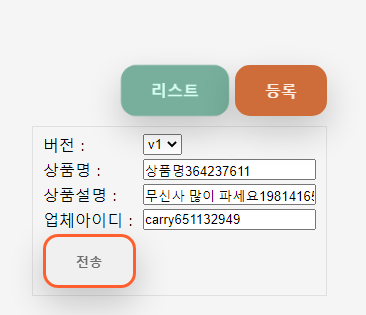 리스트 등록
버전 : v1
상품명 : 상품명364237611
상품설명 : 무신사 많이 파세요19814165
업체아이디 : carry651132949
전송